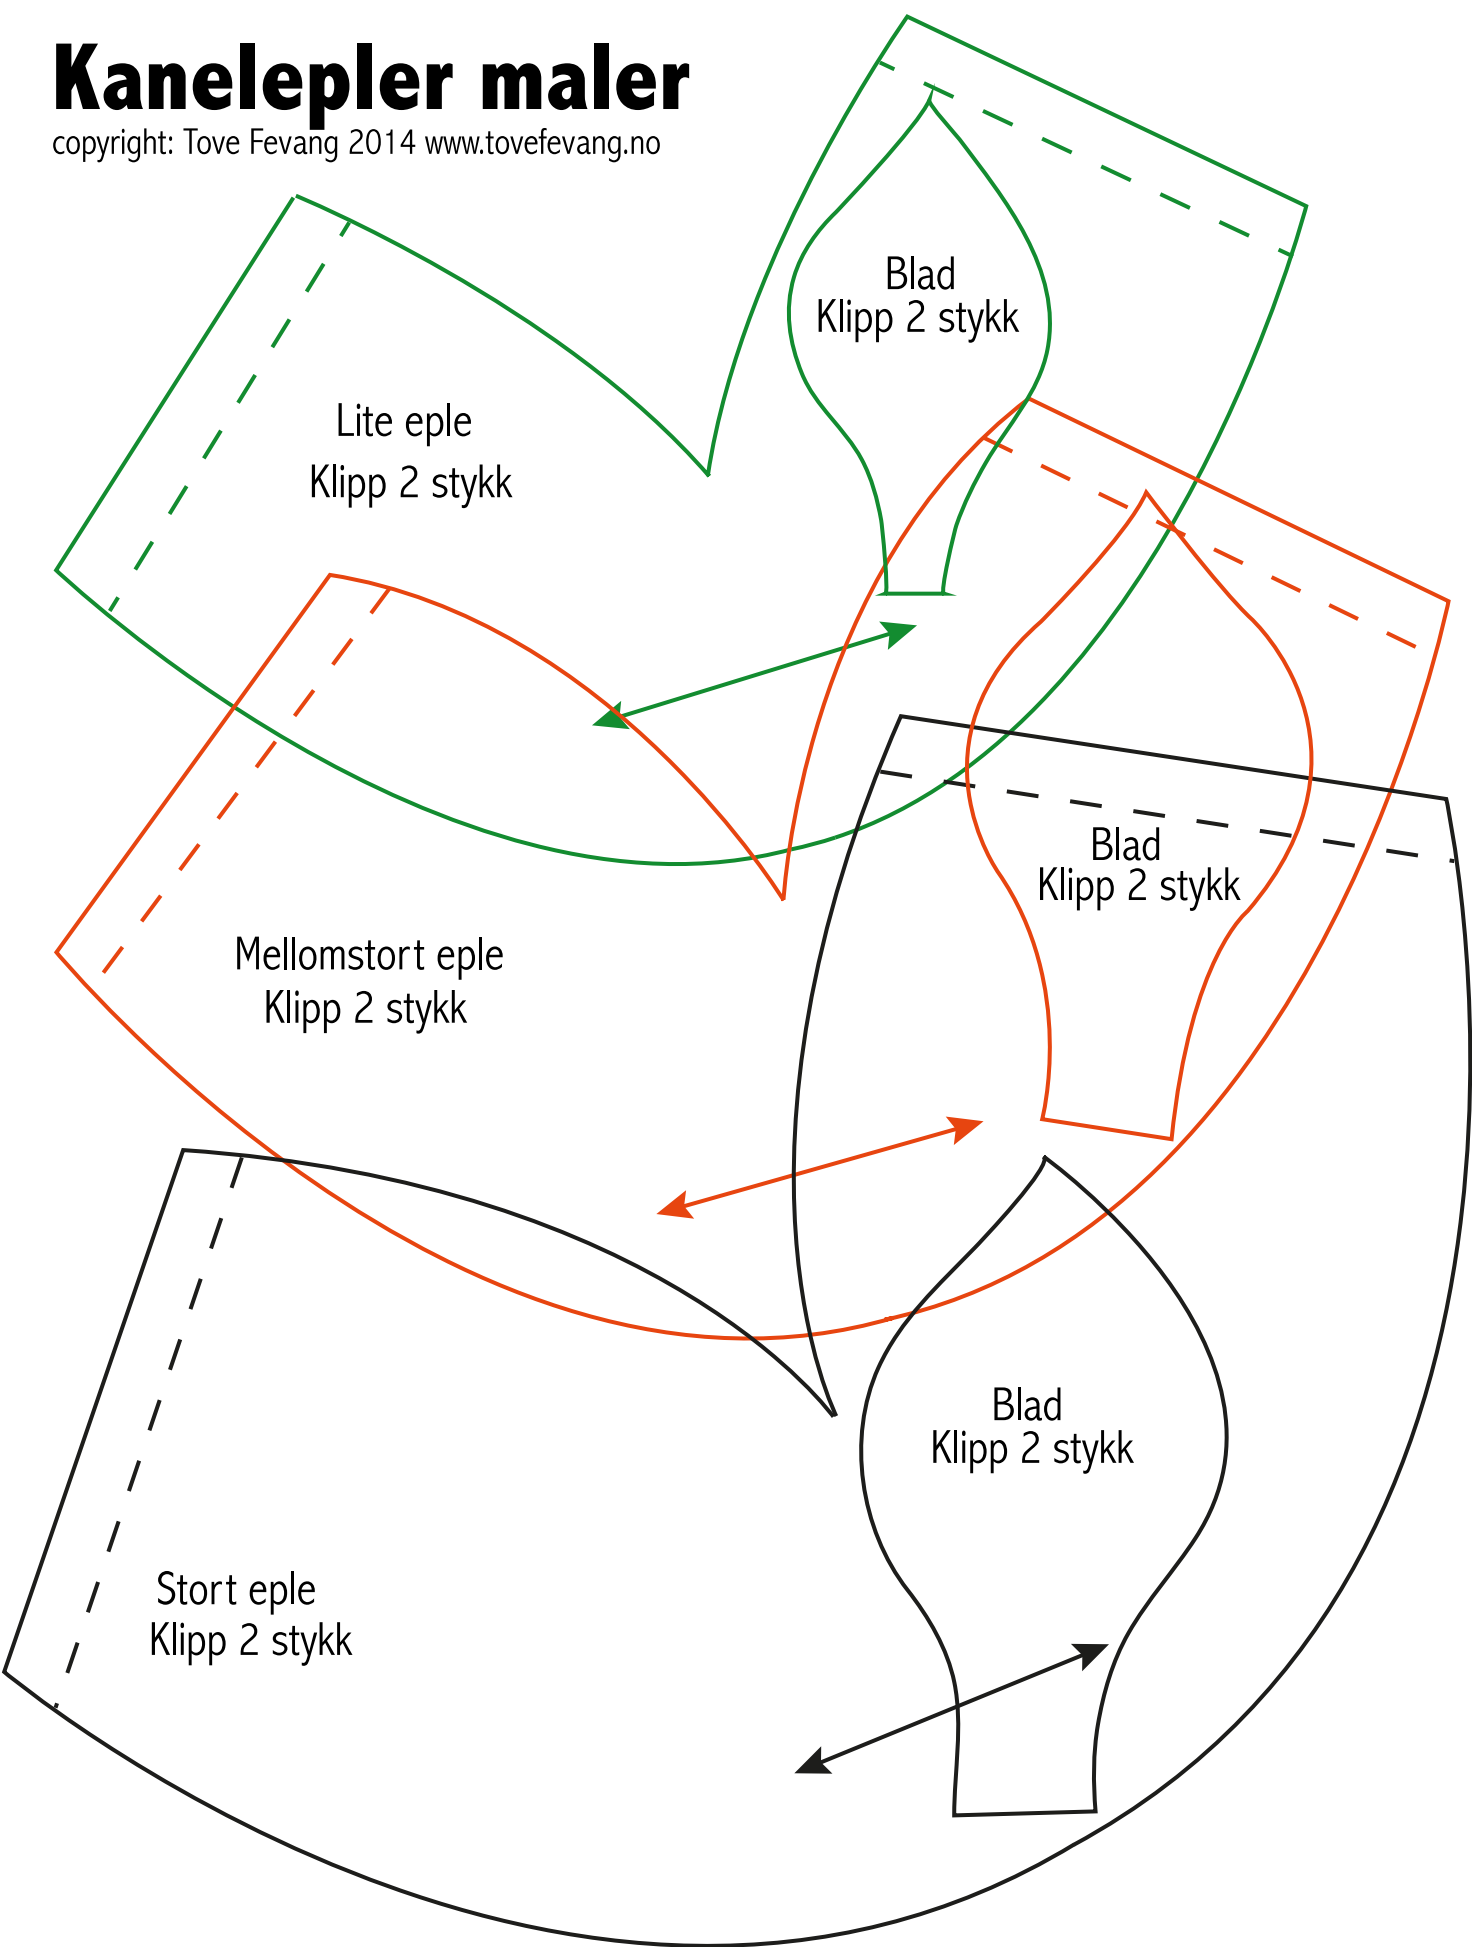 Kanelepler maler
copyright: Tove Fevang 2014 www.tovefevang.no
Blad
Klipp 2 stykk
Lite eple
Klipp 2 stykk
Blad
Klipp 2 stykk
Mellomstort eple
Klipp 2 stykk
Blad
Klipp 2 stykk
Stort eple
Klipp 2 stykk